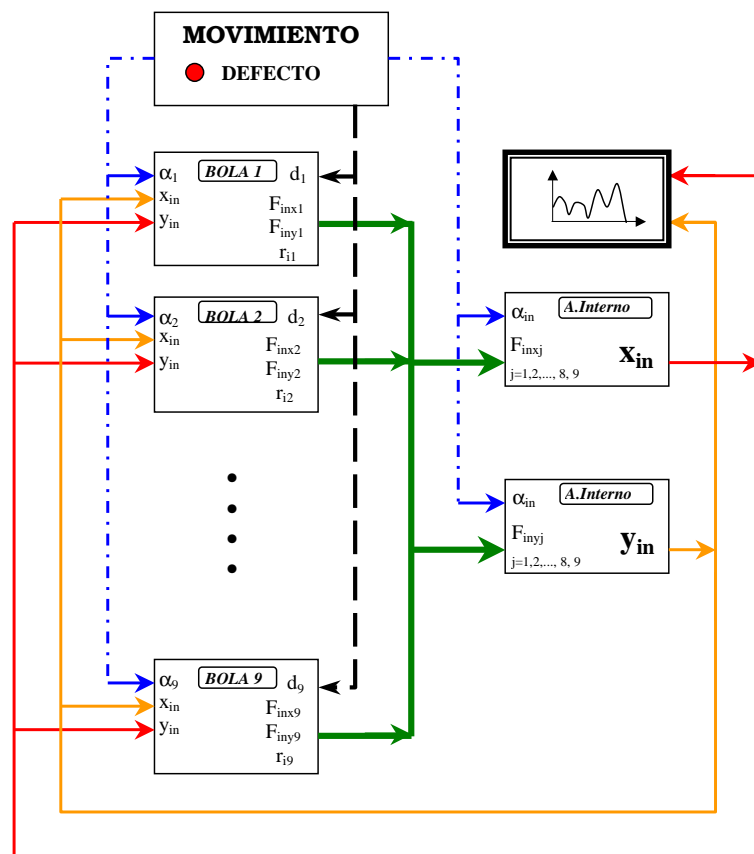 MOVIMIENTO
DEFECTO
α1 BOLA 1 d1
xin
yin
Finx1
Finy1
ri1
α2 BOLA 2 d2
xin
yin
Finx2
Finy2
ri2
α9 BOLA 9 d9
xin
yin
Finx9
Finy9
ri9
A.Interno
αin
Finxj
xin
j=1,2,..., 8, 9
A.Interno
αin
Finyj
yin
j=1,2,..., 8, 9